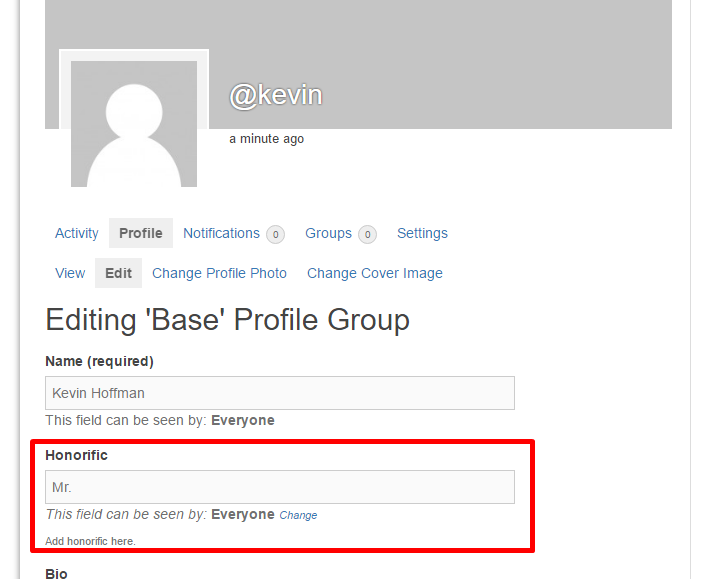 @kevin
a minute ago
Activity Profile Notifications 0 Groups 0 Settings
View Edit Change Profile Photo Change Cover Image
Editing 'Base' Profile Group
Name (required)
Kevin Hoffman
This field can be seen by: Everyone
Honorific
Mr.
This field can be seen by: Everyone Change
Add honorific here.
Bio